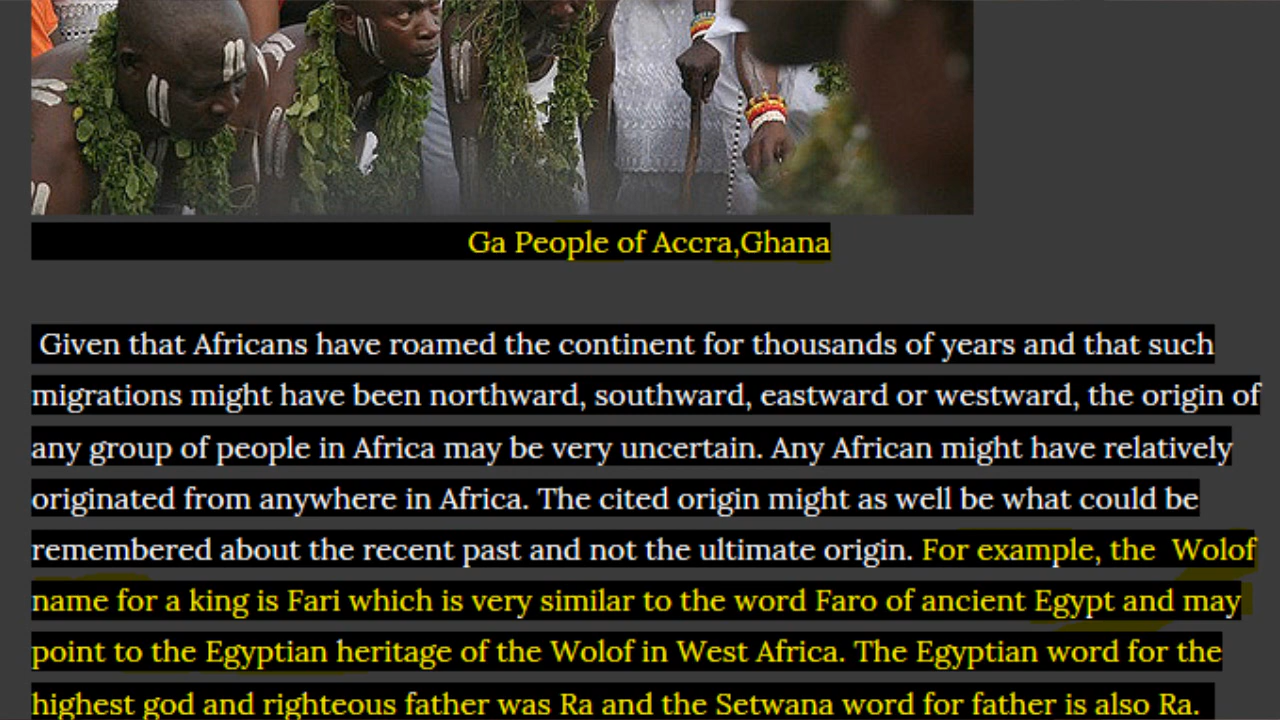 Ga People of Accra,Ghana
Given that Africans have roamed the continent for thousands of years and that such
migrations might have been northward, southward, eastward or westward, the origin of
any group of people in Africa may be very uncertain. Any African might have relatively
originated from anywhere in Africa. The cited origin might as well be what could be
remembered about the recent past and not the ultimate origin. For example, the Wolof
name for a king is Fari which is very similar to the word Faro of ancient Egypt and may
point to the Egyptian heritage of the Wolof in West Africa. The Egyptian word for the
highest god and righteous father was Ra and the Setwana word for father is also Ra.